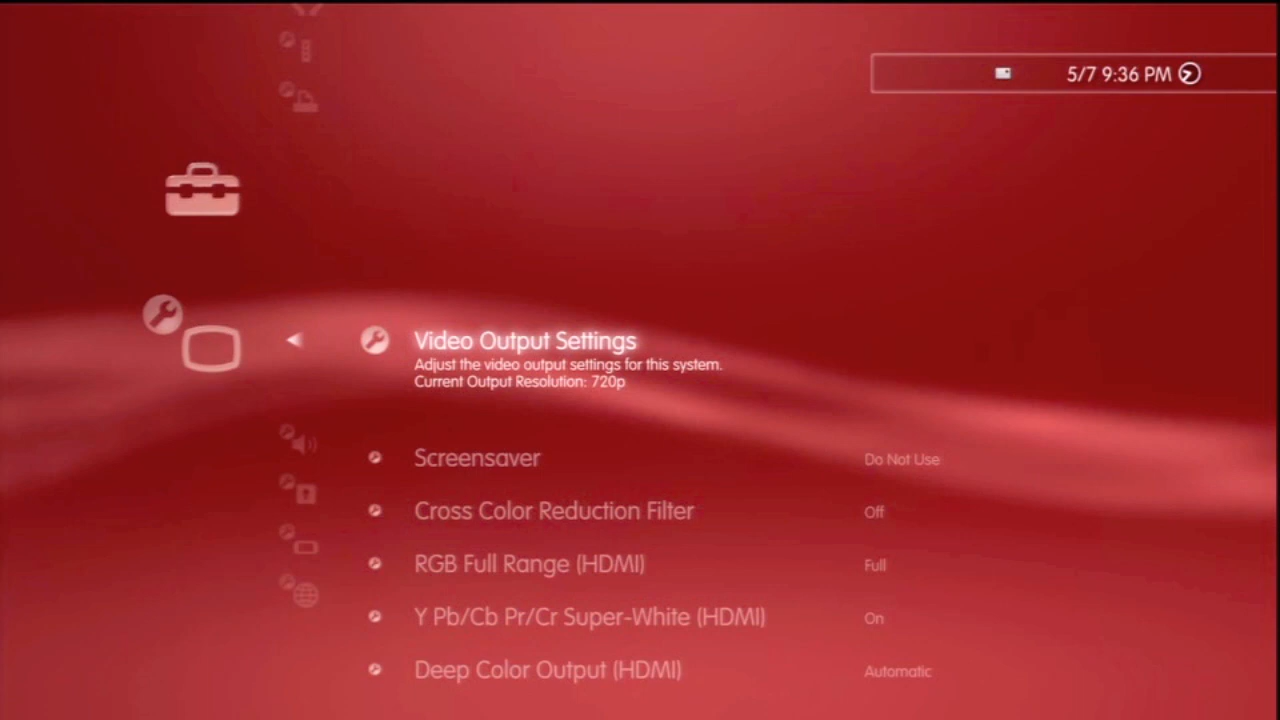 5/7 9:36 PM
Video Output Settings
Adjust the video output settings for this system.
Current Output Resolution: 720p
Screensaver Do Not Use
Cross Color Reduction Filter Off
RGB Full Range (HDMI) Full
Y Pb/Cb Pr/Cr Super-White (HDMI) On
Deep Color Output (HDMI) Automatic